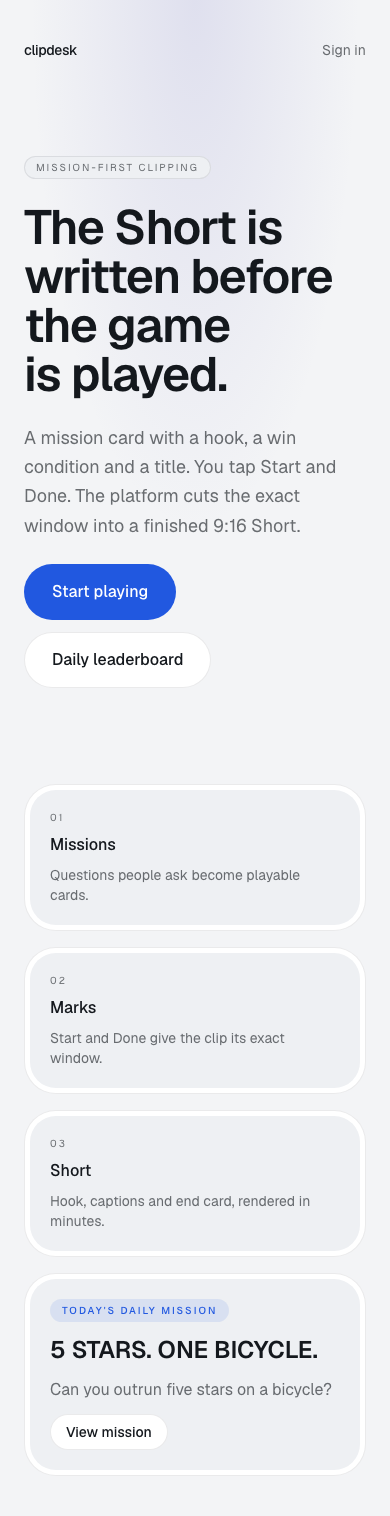 clipdesk
Sign in
MISSION-FIRST CLIPPING
The Short is
written before
the game
is played.
A mission card with a hook, a win
condition and a title. You tap Start and
Done. The platform cuts the exact
window into a finished 9:16 Short.
Start playing
Daily leaderboard
01
Missions
Questions people ask become playable
cards.
02
Marks
Start and Done give the clip its exact
window.
03
Short
Hook, captions and end card, rendered in
minutes.
TODAY'S DAILY MISSION
5 STARS. ONE BICYCLE.
Can you outrun five stars on a bicycle?
View mission